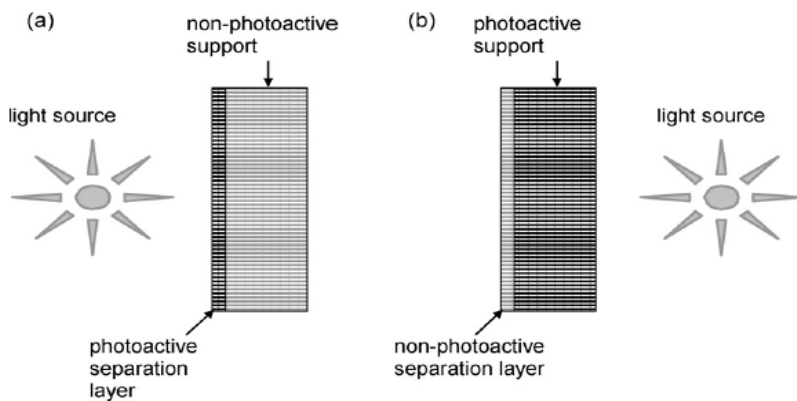 (a)
non-photoactive
support
light source
photoactive
separation
layer
(b)
photoactive
support
light source
non-photoactive
separation layer